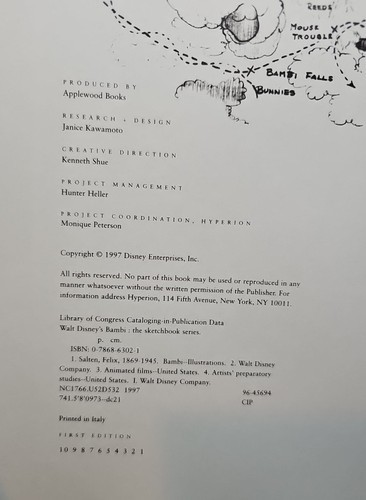 REEDS
MOUSE
TROUBLE
BAMBI FALLS
BUNNIES
PRODUCED BY
Applewood Books
RESEARCH + DESIGN
Janice Kawamoto
CREATIVE DIRECTION
Kenneth Shue
PROJECT MANAGEMENT
Hunter Heller
PROJECT COORDINATION, HYPERION
Monique Peterson
Copyright © 1997 Disney Enterprises, Inc.
All rights reserved. No part of this book may be used or reproduced in any
manner whatsoever without the written permission of the Publisher. For
information address Hyperion, 114 Fifth Avenue, New York, NY 10011.
Library of Congress Cataloging-in-Publication Data
Walt Disney's Bambi : the sketchbook series.
p. cm.
ISBN: 0-7868-6302-1
1. Salten, Felix, 1869-1945. Bambi--Illustrations. 2. Walt Disney
Company. 3. Animated films--United States. 4. Artists' preparatory
studies--United States. I. Walt Disney Company.
NC1766.U52D532 1997 96-43694
741.5'8'0973--dc21 CIP
Printed in Italy
FIRST EDITION
10 9 8 7 6 5 4 3 2 1